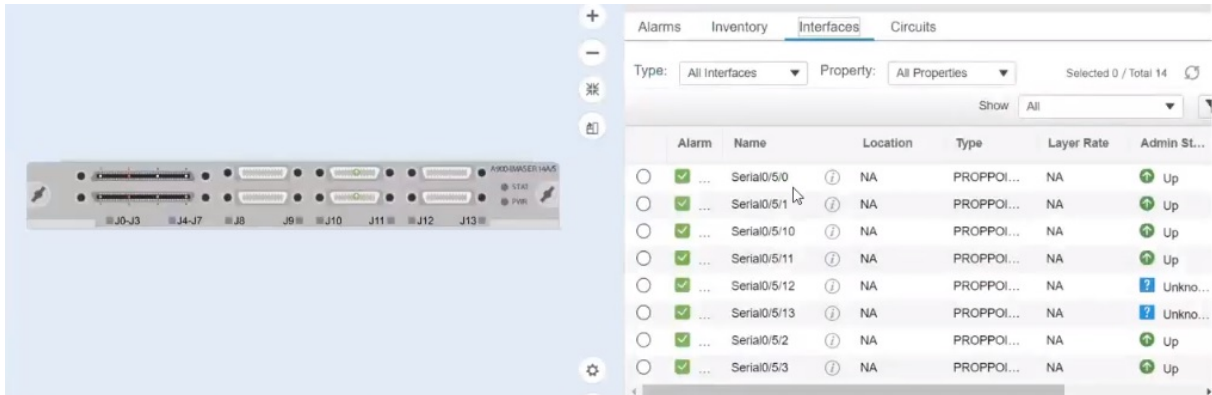 Alarms Inventory Interfaces Circuits
Type: All Interfaces Property: All Properties Selected 0 / Total 14
Show All
Alarm Name Location Type Layer Rate Admin St...
Serial0/5/0 NA PROPPOI... NA Up
... Serial0/5/1 NA PROPPOI... NA Up
... Serial0/5/10 NA PROPPOI... NA Up
... Serial0/5/11 NA PROPPOI... NA Up
... Serial0/5/12 NA PROPPOI... NA Unkno...
... Serial0/5/13 NA PROPPOI... NA Unkno...
... Serial0/5/2 NA PROPPOI... NA Up
... Serial0/5/3 NA PROPPOI... NA Up
STAT
PWR
J0-J3 J4-J7 J8 J9 J10 J11 J12 J13